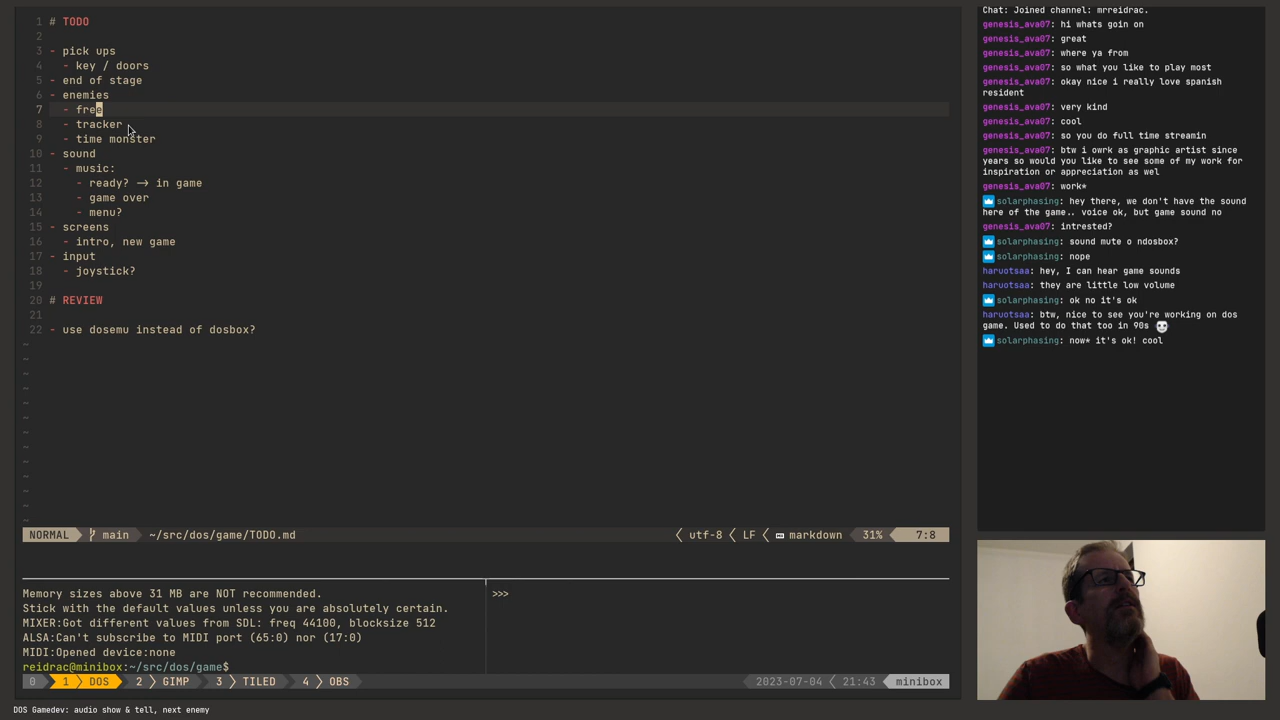 1 # TODO
2
3 - pick ups
4   - key / doors
5 - end of stage
6 - enemies
7   - free
8   - tracker
9   - time monster
10 - sound
11   - music:
12     - ready? —> in game
13     - game over
14     - menu?
15 - screens
16   - intro, new game
17 - input
18   - joystick?
19
20 # REVIEW
21
22 - use dosemu instead of dosbox?
~
~
~
~
~
~
~
~
~
~
~
~
~
NORMAL main ~/src/dos/game/TODO.md utf-8 LF markdown 31% 7:8
Memory sizes above 31 MB are NOT recommended.
Stick with the default values unless you are absolutely certain.
MIXER:Got different values from SDL: freq 44100, blocksize 512
ALSA:Can't subscribe to MIDI port (65:0) nor (17:0)
MIDI:Opened device:none
reidrac@minibox:~/src/dos/game$
>>>
0 1 DOS 2 GIMP 3 TILED 4 OBS 2023-07-04 21:43 minibox
DOS Gamedev: audio show & tell, next enemy
Chat: Joined channel: mrreidrac.
genesis_ava07: hi whats goin on
genesis_ava07: great
genesis_ava07: where ya from
genesis_ava07: so what you like to play most
genesis_ava07: okay nice i really love spanish
resident
genesis_ava07: very kind
genesis_ava07: cool
genesis_ava07: so you do full time streamin
genesis_ava07: btw i owrk as graphic artist since
years so would you like to see some of my work for
inspiration or appreciation as wel
genesis_ava07: work*
solarphasing: hey there, we don't have the sound
here of the game.. voice ok, but game sound no
genesis_ava07: intrested?
solarphasing: sound mute o ndosbox?
solarphasing: nope
haruotsaa: hey, I can hear game sounds
haruotsaa: they are little low volume
solarphasing: ok no it's ok
haruotsaa: btw, nice to see you're working on dos
game. Used to do that too in 90s
solarphasing: now* it's ok! cool